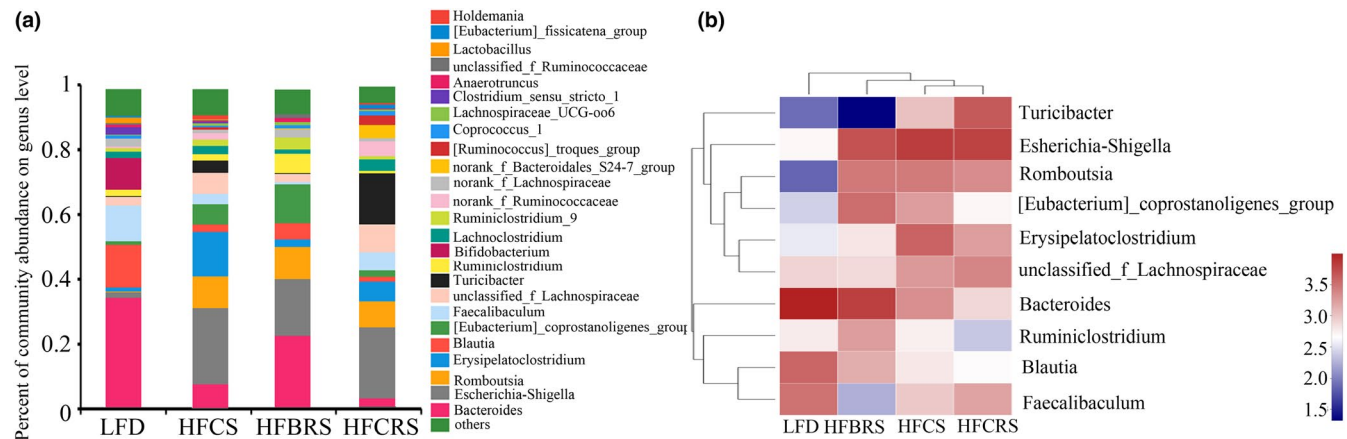 (a)
Percent of community abundance on genus level
1
0.8
0.6
0.4
0.2
0
LFD HFCS HFBRS HFCRS
Holdemania
[Eubacterium]_fissicatena_group
Lactobacillus
unclassified_f_Ruminococcaceae
Anaerotruncus
Clostridium_sensu_stricto_1
Lachnospiraceae_UCG-oo6
Coprococcus_1
[Ruminococcus]_troques_group
norank_f_Bacteroidales_S24-7_group
norank_f_Lachnospiraceae
norank_f_Ruminococcaceae
Ruminiclostridium_9
Lachnoclostridium
Bifidobacterium
Ruminiclostridium
Turicibacter
unclassified_f_Lachnospiraceae
Faecalibaculum
[Eubacterium]_coprostanoligenes_group
Blautia
Erysipelatoclostridium
Romboutsia
Escherichia-Shigella
Bacteroides
others
(b)
Turicibacter
Esherichia-Shigella
Romboutsia
[Eubacterium]_coprostanoligenes_group
Erysipelatoclostridium
unclassified_f_Lachnospiraceae
Bacteroides
Ruminiclostridium
Blautia
Faecalibaculum
LFD HFBRS HFCS HFCRS
3.5
3.0
2.5
2.0
1.5